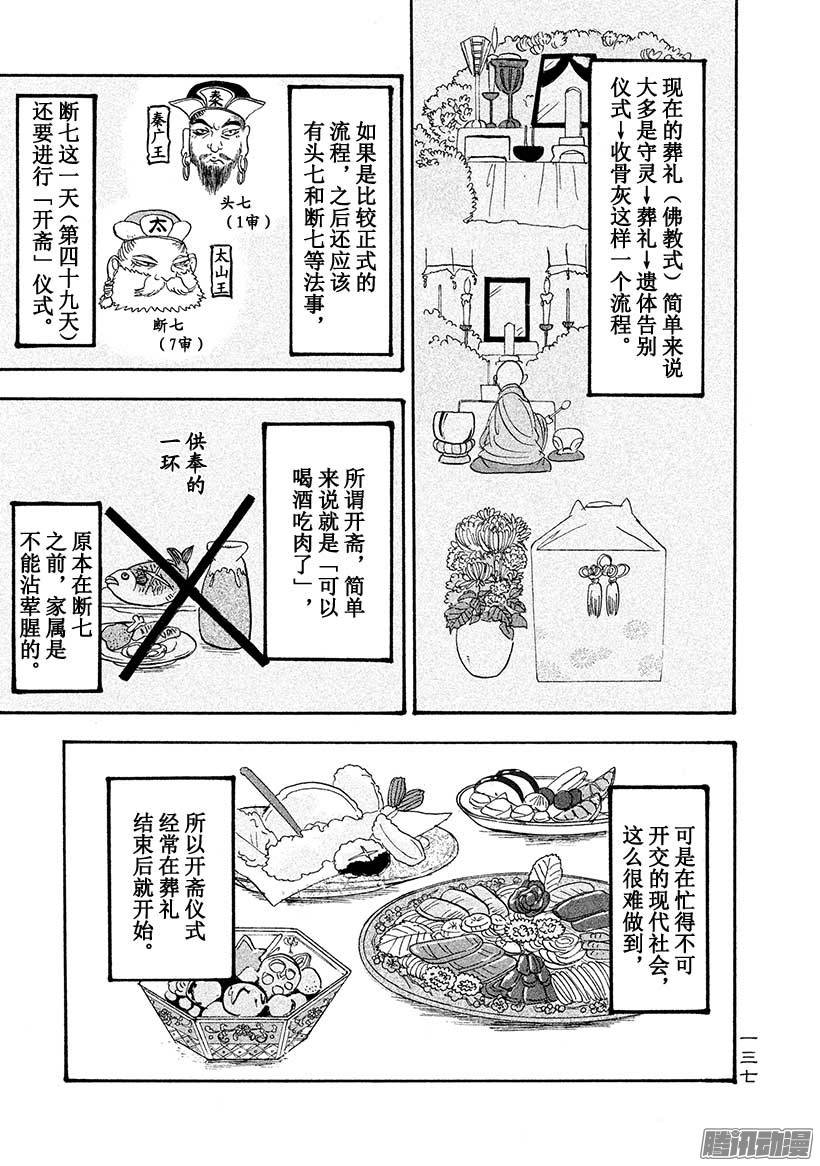 现在的葬礼（佛教式）简单来说
大多是守灵→葬礼→遗体告别
仪式→收骨灰这样一个流程。
如果是比较正式的
流程，之后还应该
有头七和断七等法事，
秦
秦广王
头七
（1审）
太
太山王
断七
（7审）
断七这一天（第四十九天）
还要进行「开斋」仪式。
所谓开斋，简单
来说就是「可以
喝酒吃肉了」，
供奉的
一环
原本在断七
之前，家属是
不能沾荤腥的。
可是在忙得不可
开交的现代社会，
这么很难做到，
所以开斋仪式
经常在葬礼
结束后就开始。
一三七
腾讯动漫